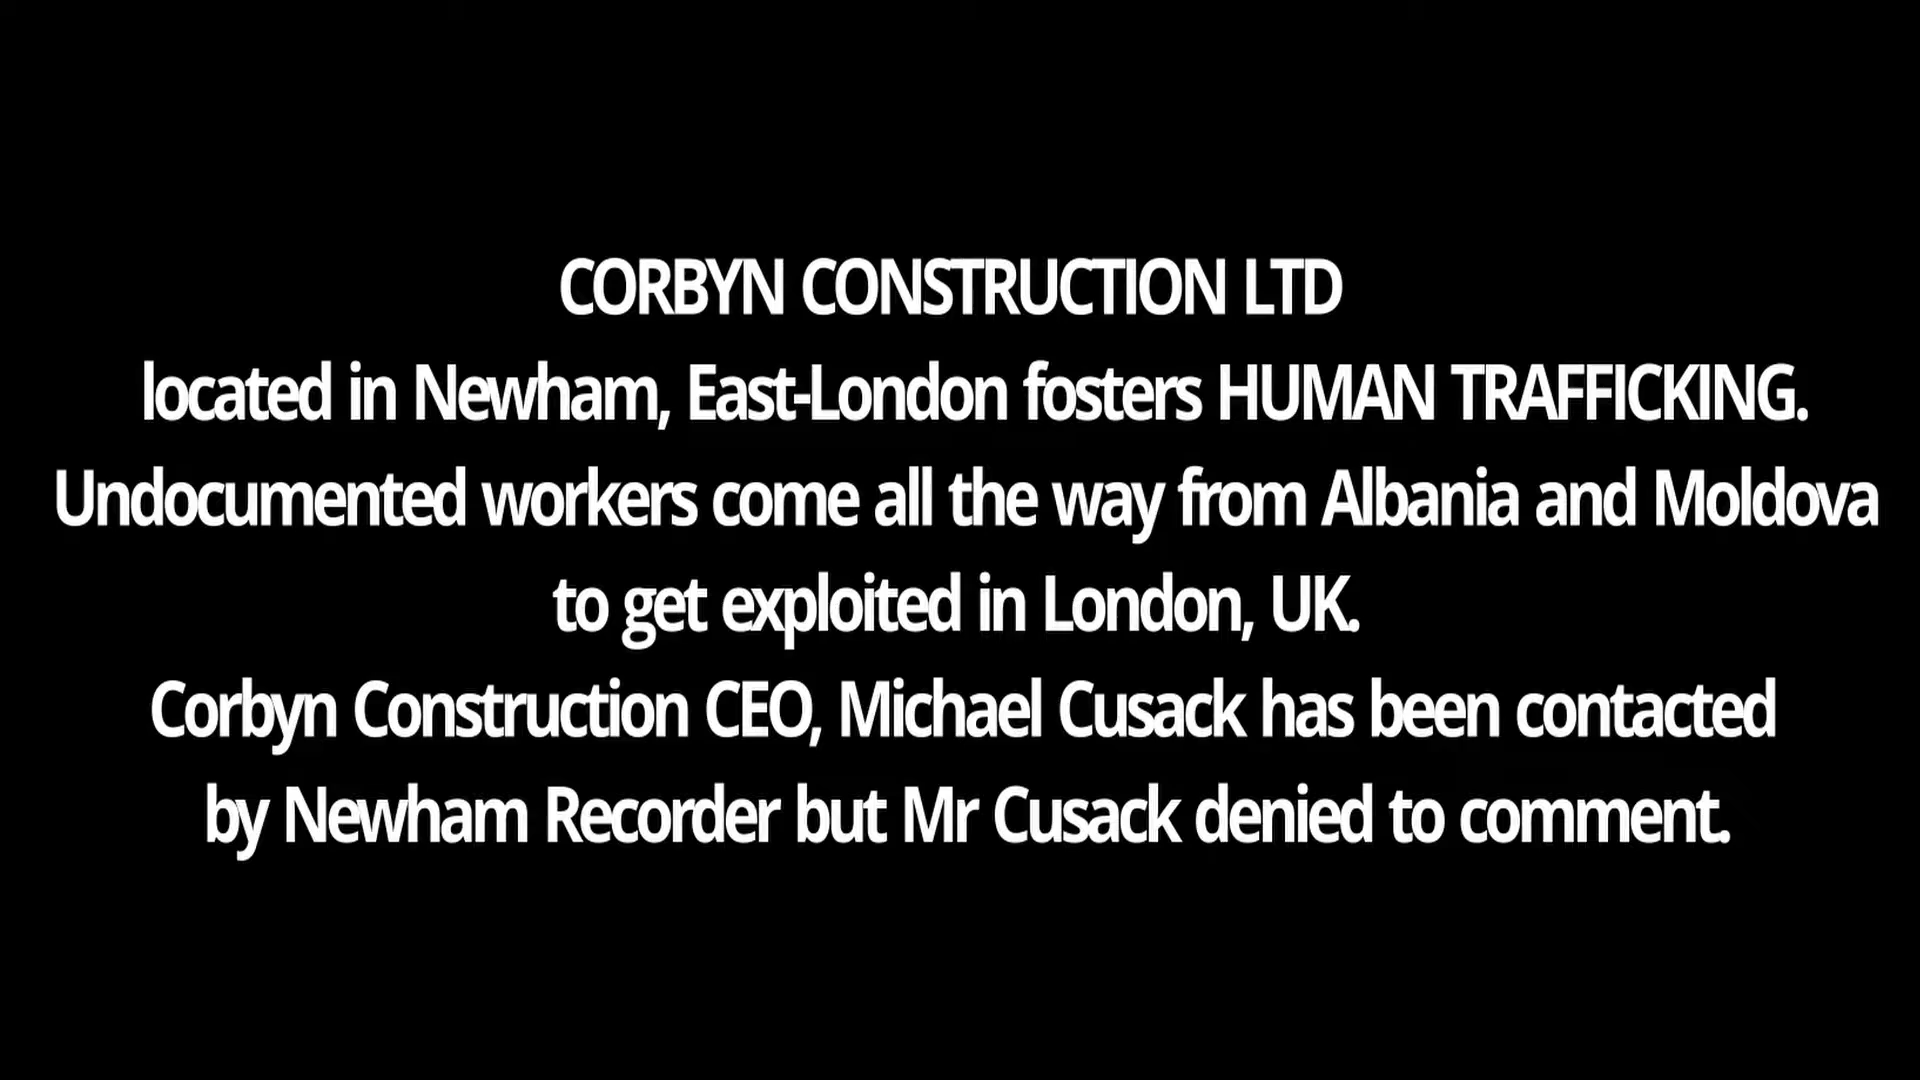 CORBYN CONSTRUCTION LTD
located in Newham, East-London fosters HUMAN TRAFFICKING.
Undocumented workers come all the way from Albania and Moldova
to get exploited in London, UK.
Corbyn Construction CEO, Michael Cusack has been contacted
by Newham Recorder but Mr Cusack denied to comment.